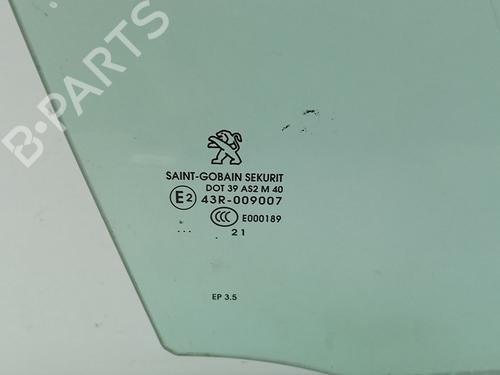 B-PARTS
SAINT-GOBAIN SEKURIT
DOT 39 AS2 M 40
E2 43R-009007
CCC E000189
... 21 ..
EP 3.5